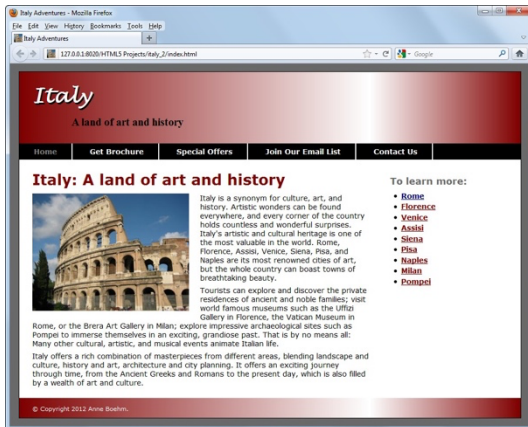 Italy Adventures - Mozilla Firefox
File Edit View History Bookmarks Tools Help
Italy Adventures +
127.0.0.1:8020/HTML5 Projects/italy_2/index.html Google
Italy
A land of art and history
Home Get Brochure Special Offers Join Our Email List Contact Us
Italy: A land of art and history
Italy is a synonym for culture, art, and
history. Artistic wonders can be found
everywhere, and every corner of the country
holds countless and wonderful surprises.
Italy's artistic and cultural heritage is one of
the most valuable in the world. Rome,
Florence, Assisi, Venice, Siena, Pisa, and
Naples are its most renowned cities of art,
but the whole country can boast towns of
breathtaking beauty.
Tourists can explore and discover the private
residences of ancient and noble families; visit
world famous museums such as the Uffizi
Gallery in Florence, the Vatican Museum in
Rome, or the Brera Art Gallery in Milan; explore impressive archaeological sites such as
Pompei to immerse themselves in an exciting, grandiose past. That is by no means all:
Many other cultural, artistic, and musical events animate Italian life.
Italy offers a rich combination of masterpieces from different areas, blending landscape and
culture, history and art, architecture and city planning. It offers an exciting journey
through time, from the Ancient Greeks and Romans to the present day, which is also filled
by a wealth of art and culture.
To learn more:
• Rome
• Florence
• Venice
• Assisi
• Siena
• Pisa
• Naples
• Milan
• Pompei
© Copyright 2012 Anne Boehm.